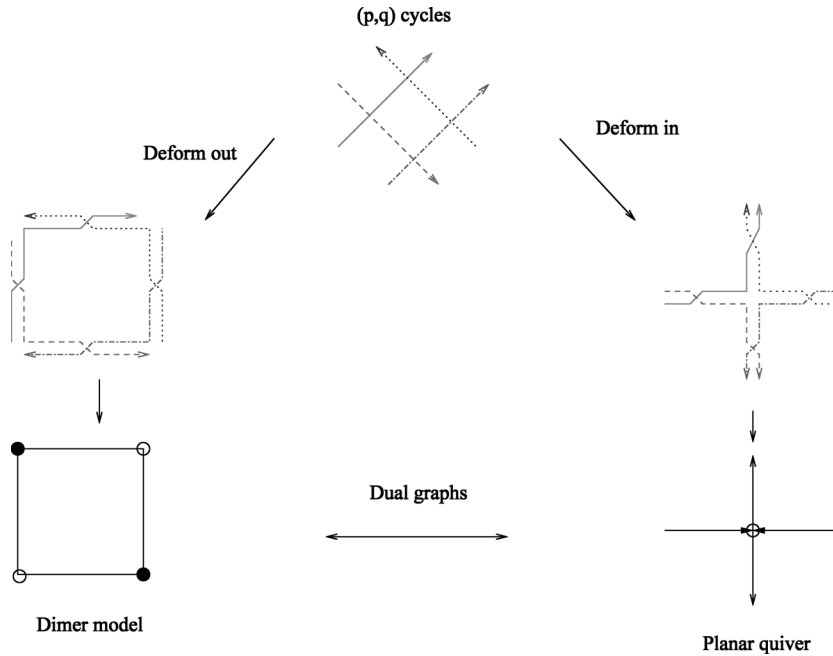 (p,q) cycles
Deform out
Deform in
Dual graphs
Dimer model
Planar quiver